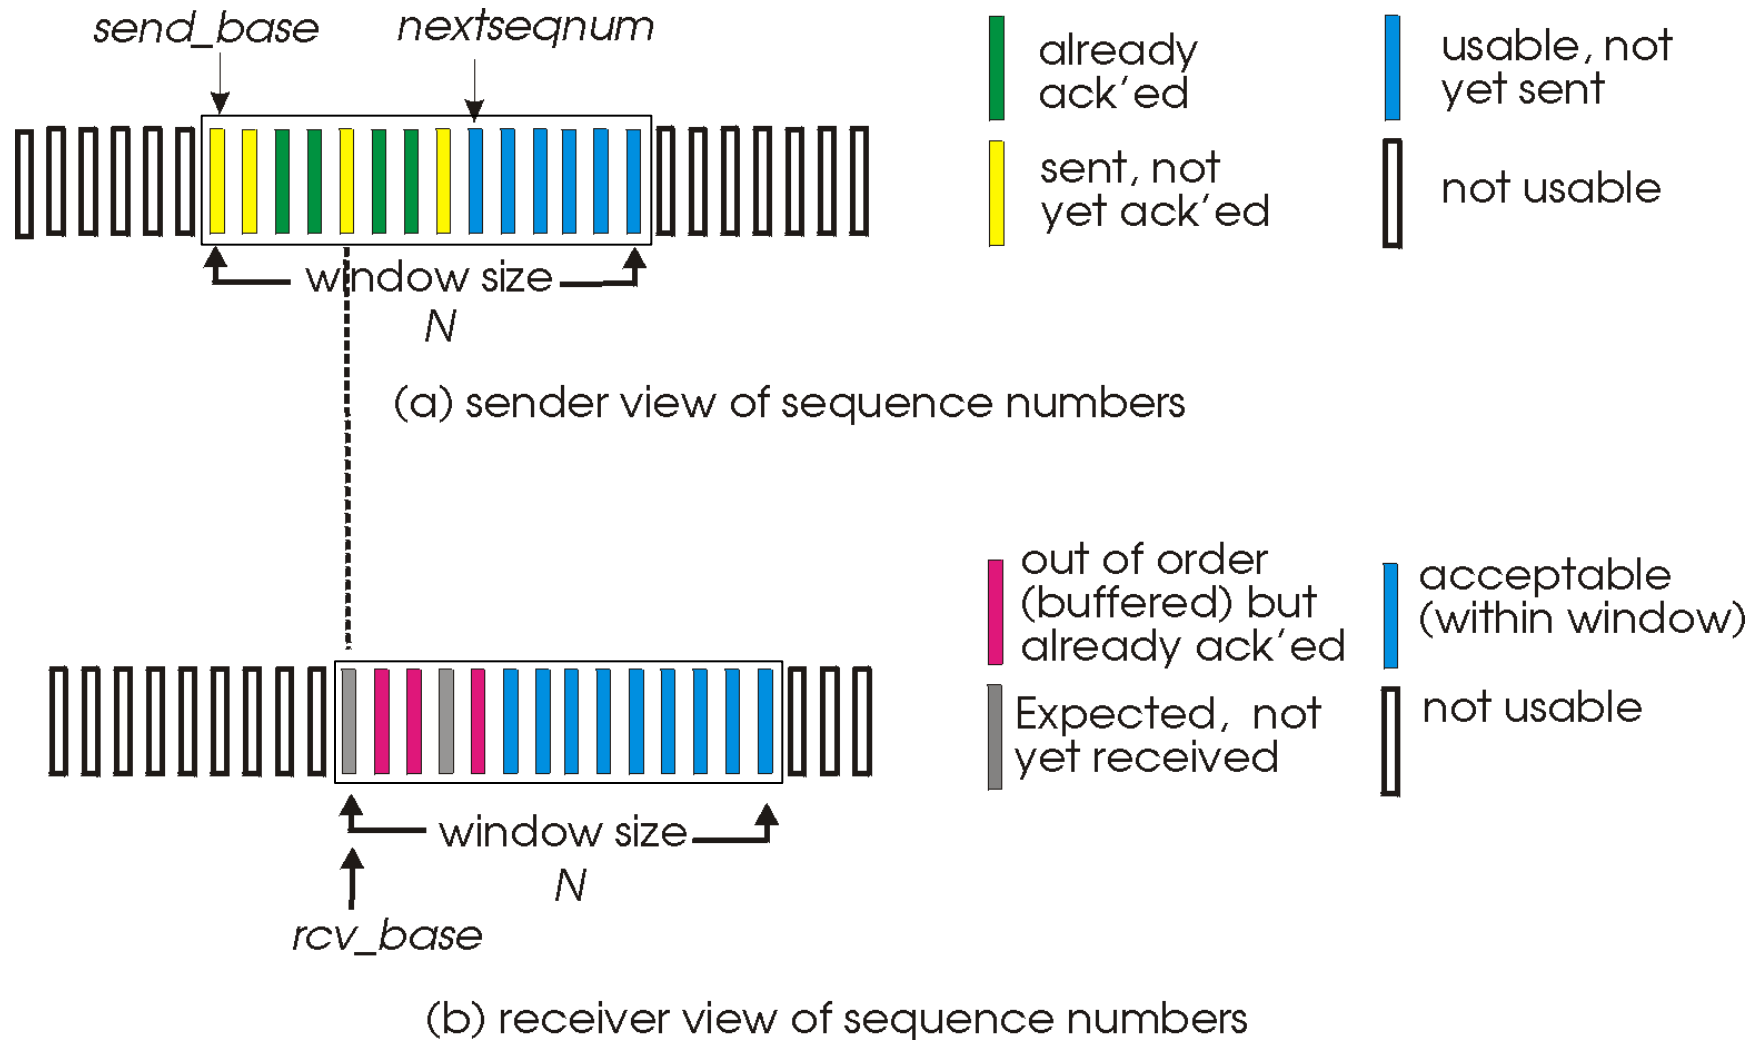 send_base
nextseqnum
already
ack'ed
usable, not
yet sent
sent, not
yet ack'ed
not usable
window size
N
(a) sender view of sequence numbers
out of order
(buffered) but
already ack'ed
acceptable
(within window)
Expected, not
yet received
not usable
window size
N
rcv_base
(b) receiver view of sequence numbers